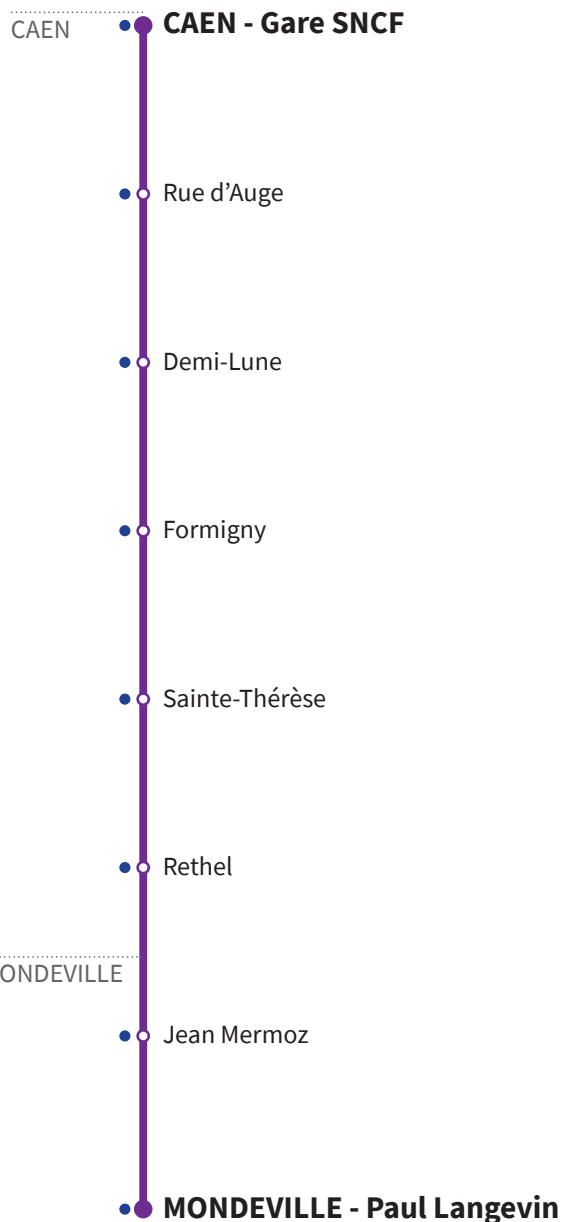 CAEN
CAEN - Gare SNCF
Rue d’Auge
Demi-Lune
Formigny
Sainte-Thérèse
Rethel
ONDEVILLE
Jean Mermoz
MONDEVILLE - Paul Langevin